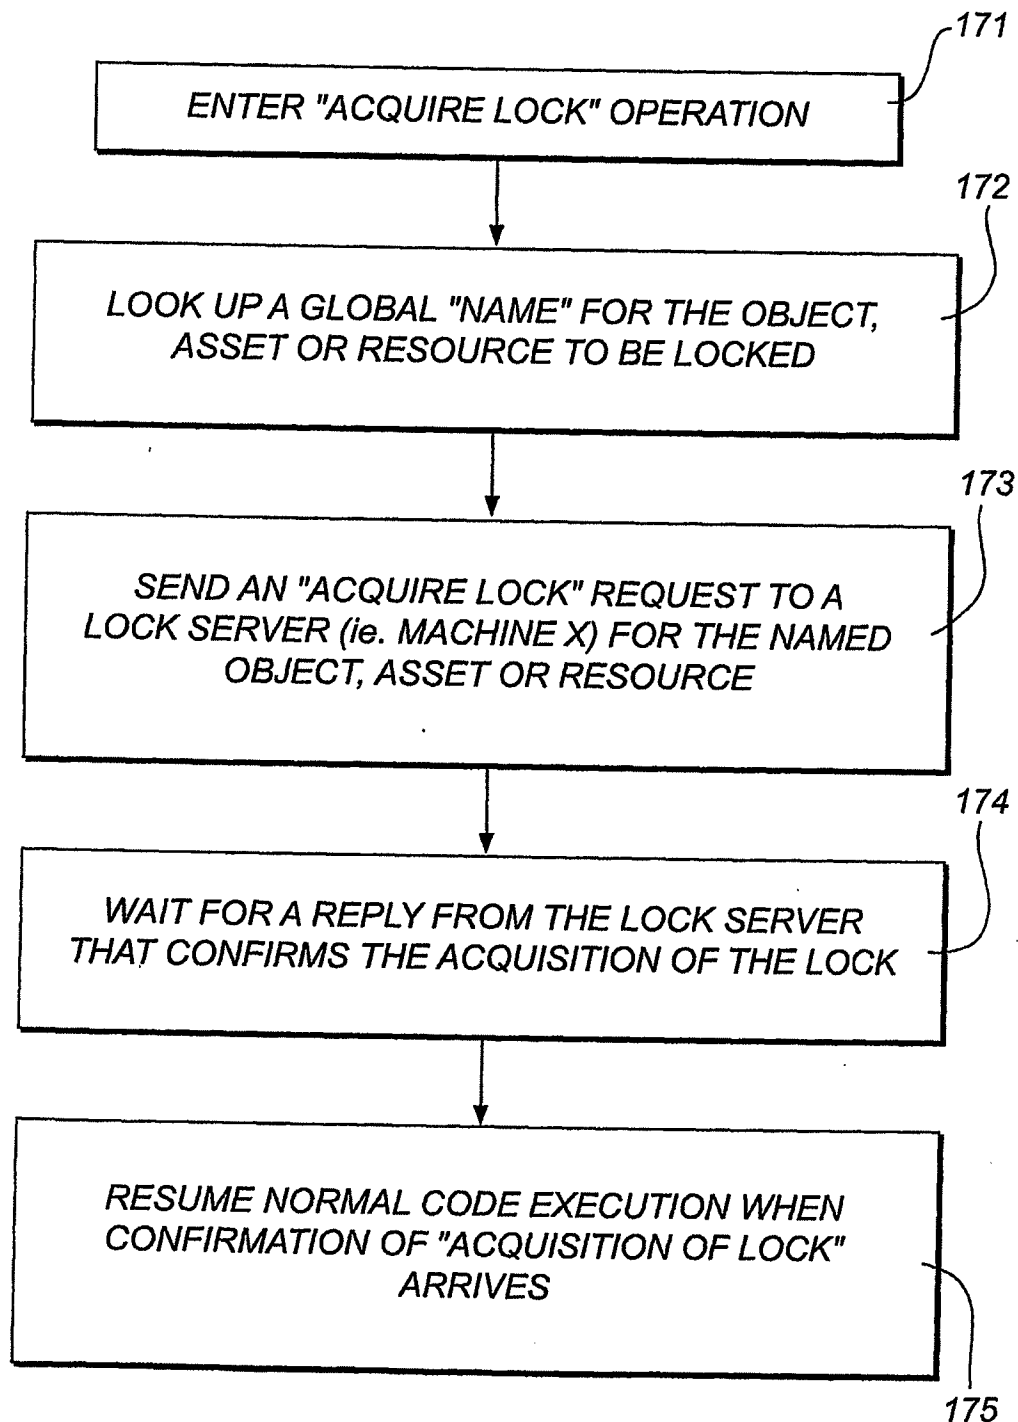 171
ENTER "ACQUIRE LOCK" OPERATION
172
LOOK UP A GLOBAL "NAME" FOR THE OBJECT,
ASSET OR RESOURCE TO BE LOCKED
173
SEND AN "ACQUIRE LOCK" REQUEST TO A
LOCK SERVER (ie. MACHINE X) FOR THE NAMED
OBJECT, ASSET OR RESOURCE
174
WAIT FOR A REPLY FROM THE LOCK SERVER
THAT CONFIRMS THE ACQUISITION OF THE LOCK
RESUME NORMAL CODE EXECUTION WHEN
CONFIRMATION OF "ACQUISITION OF LOCK"
ARRIVES
175